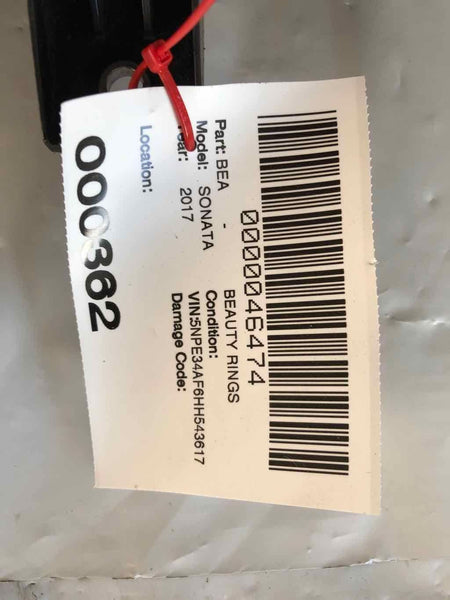 0000046474
Part: BEA - BEAUTY RINGS
Model: SONATA Condition:
Year: 2017 VIN:5NPE34AF6HH543617
Damage Code:
Location:
000362